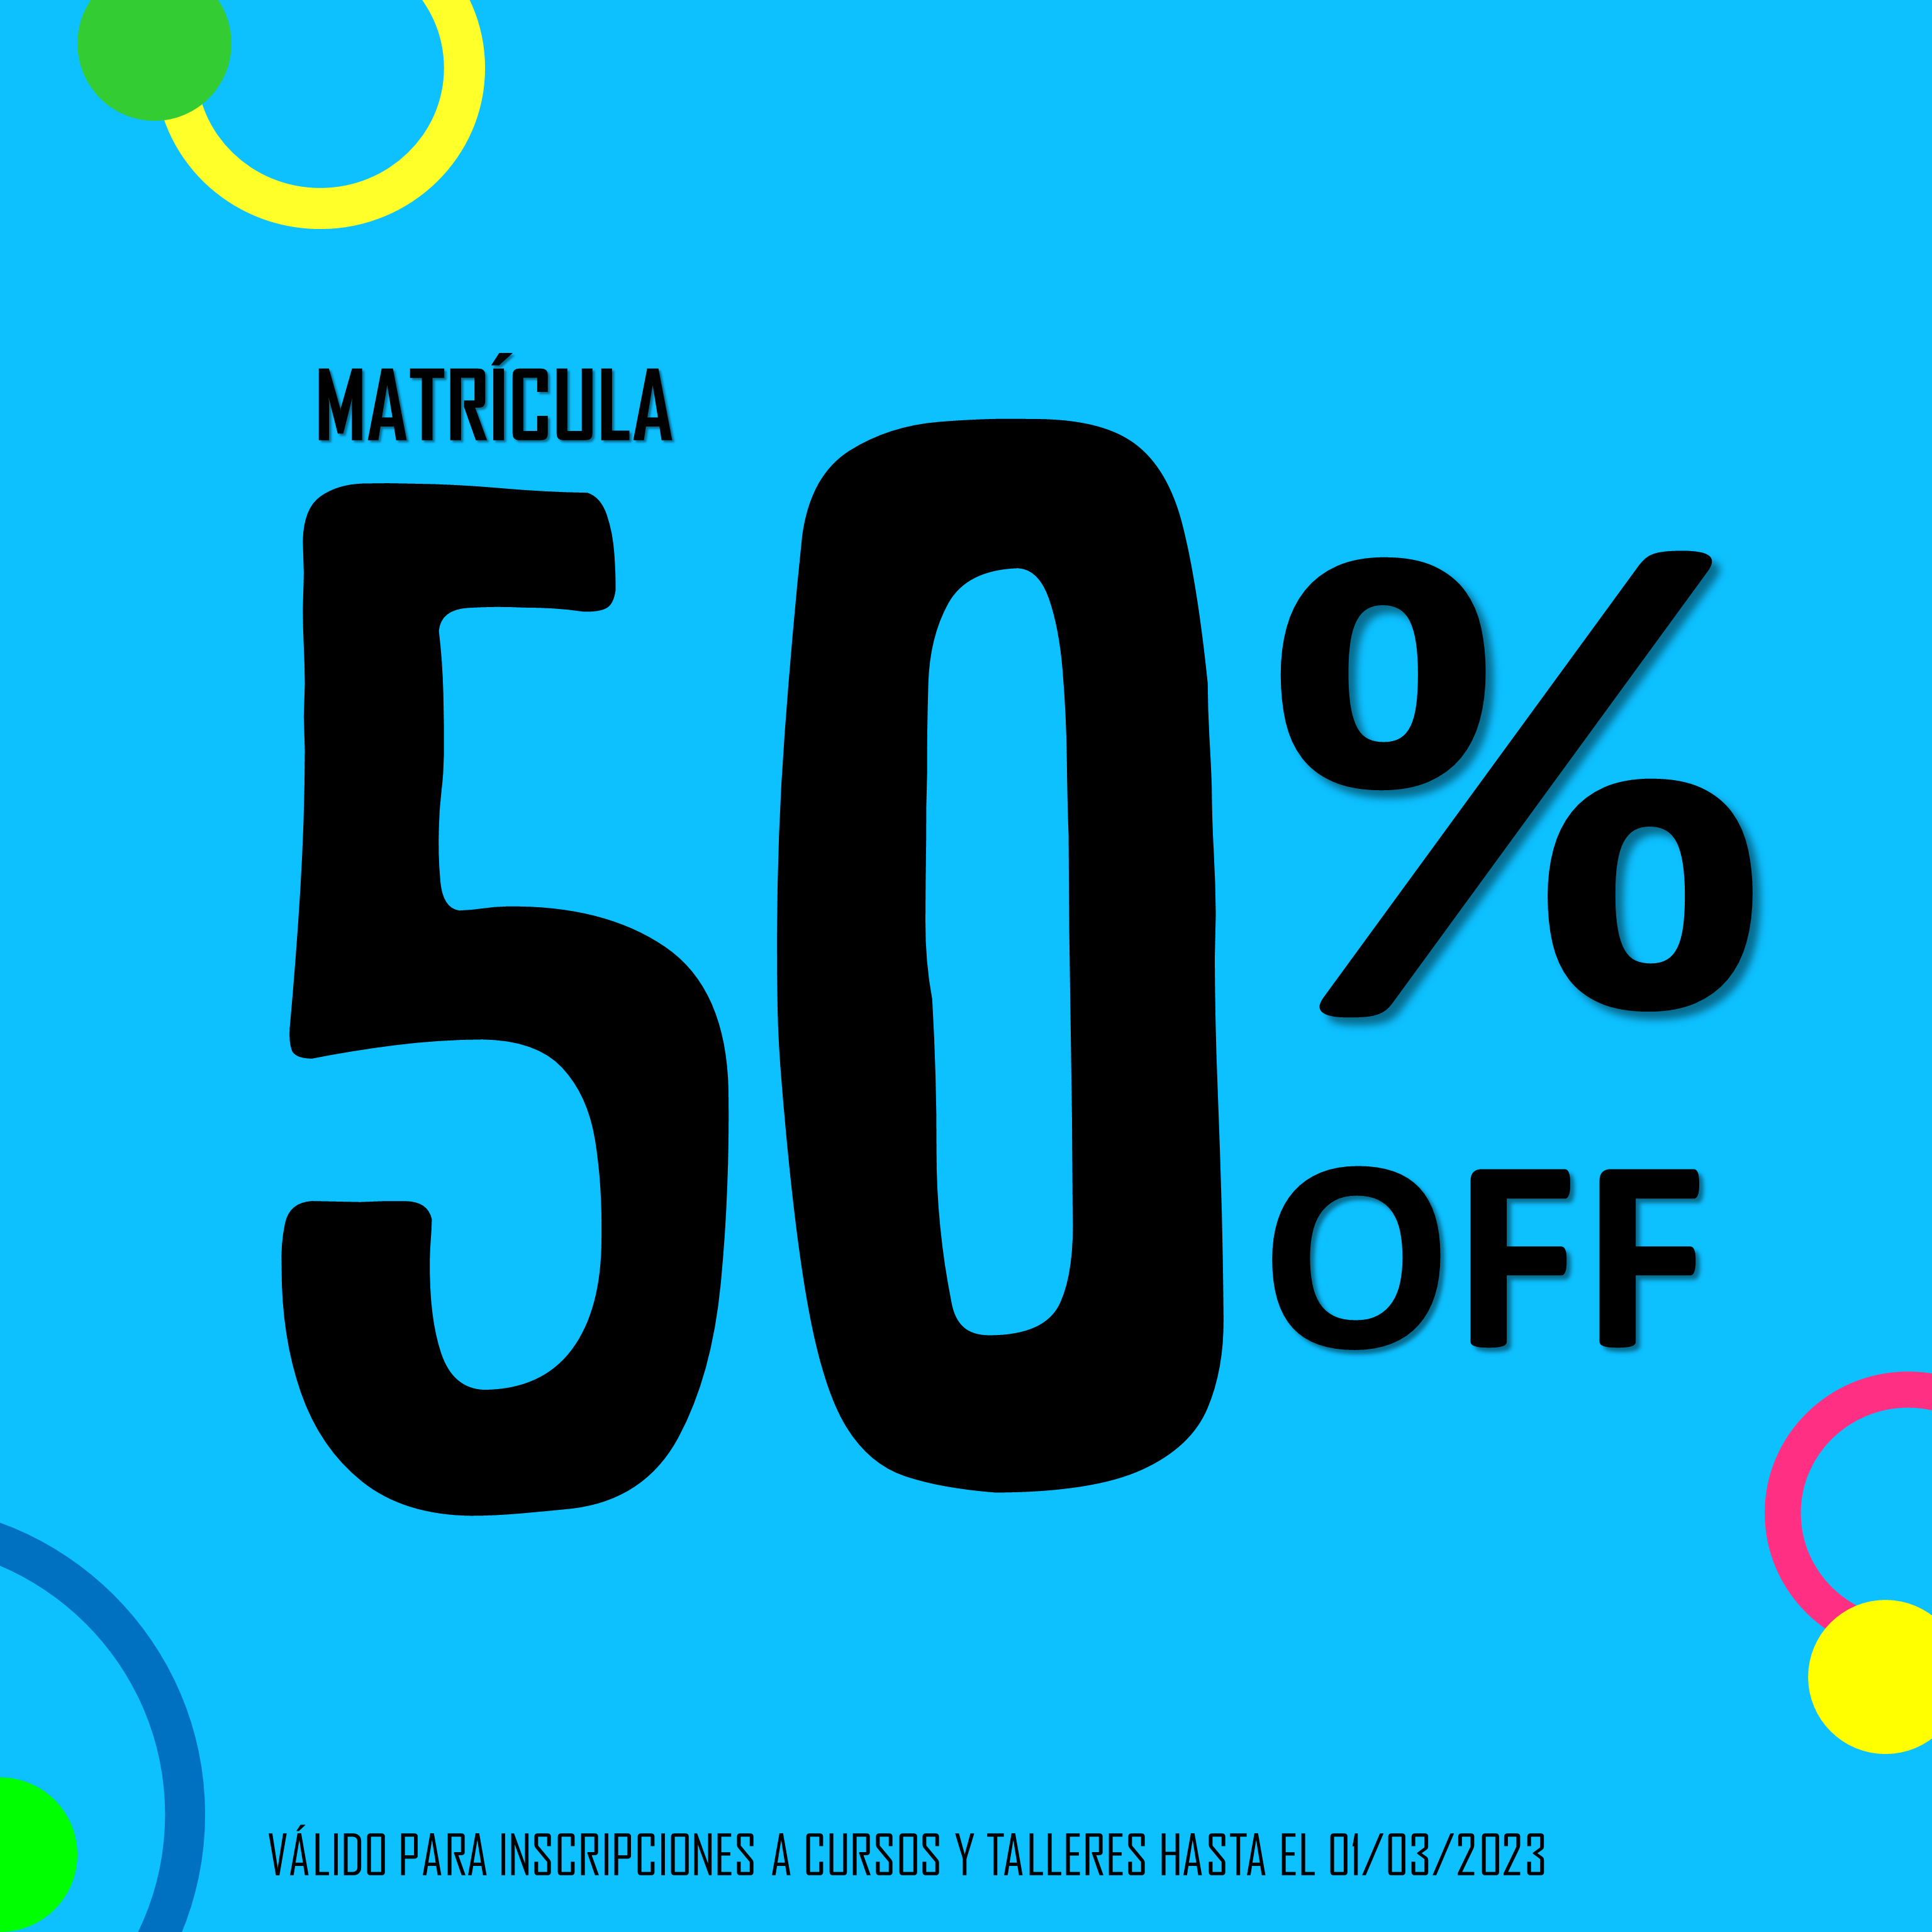 MATRÍCULA
50%
OFF
VÁLIDO PARA INSCRIPCIONES A CURSOS Y TALLERES HASTA EL 01/03/2023